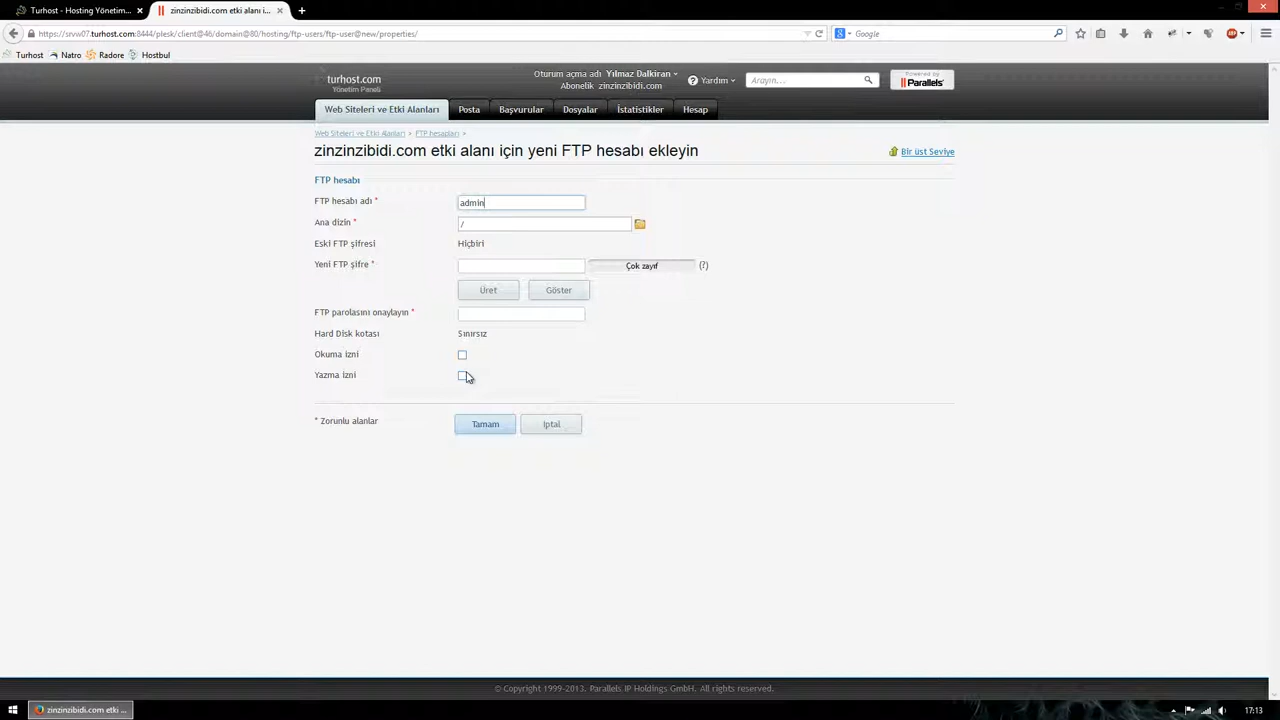 Turhost - Hosting Yönetim... ×
zinzinzibidi.com etki alanı i... × +
https://srvw07.turhost.com:8444/plesk/client@46/domain@80/hosting/ftp-users/ftp-user@new/properties/
Google
Turhost Natro Radore Hostbul
turhost.com
Yönetim Paneli
Oturum açma adı Yılmaz Dalkiran
Abonelik zinzinzibidi.com
Yardım
Arayın...
Powered by
Parallels
Web Siteleri ve Etki Alanları Posta Başvurular Dosyalar İstatistikler Hesap
Web Siteleri ve Etki Alanları > FTP hesapları >
zinzinzibidi.com etki alanı için yeni FTP hesabı ekleyin
Bir üst Seviye
FTP hesabı
FTP hesabı adı * admin
Ana dizin * /
Eski FTP şifresi Hiçbiri
Yeni FTP şifre * Çok zayıf (?)
Üret Göster
FTP parolasını onaylayın *
Hard Disk kotası Sınırsız
Okuma izni
Yazma izni
* Zorunlu alanlar Tamam Iptal
© Copyright 1999-2013. Parallels IP Holdings GmbH. All rights reserved.
zinzinzibidi.com etki ...
17:13